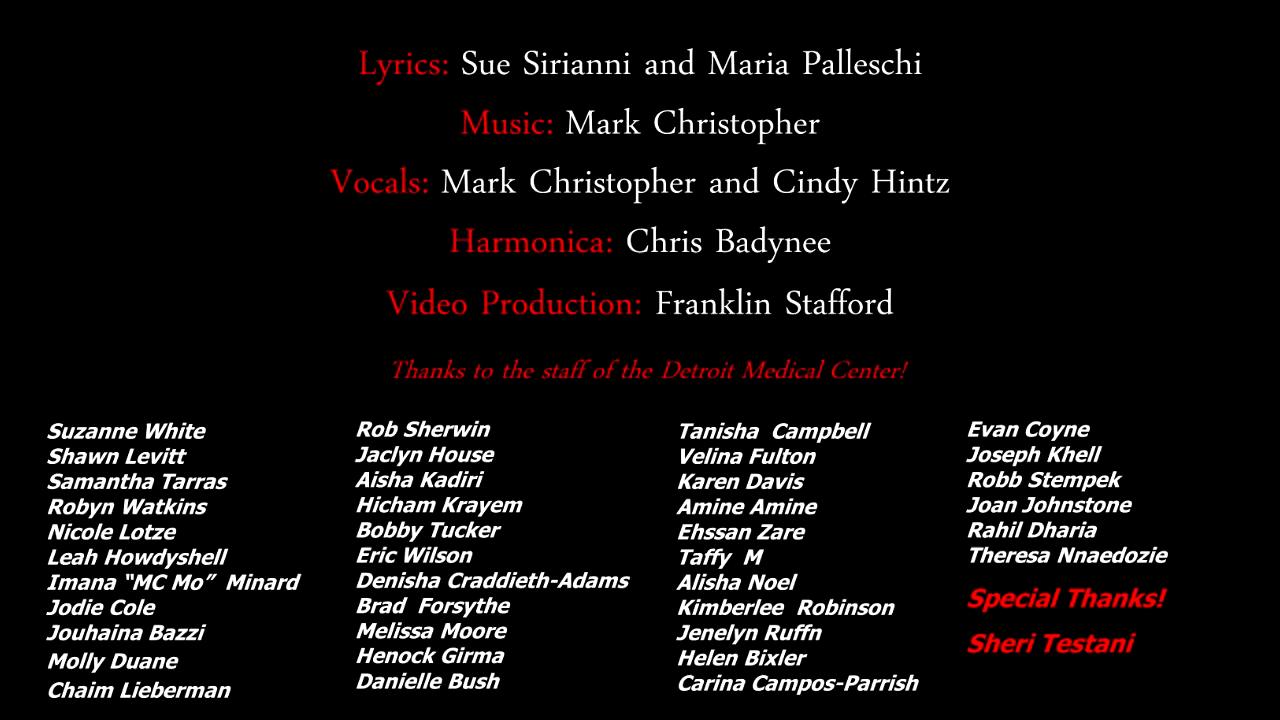 Lyrics: Sue Sirianni and Maria Palleschi
Music: Mark Christopher
Vocals: Mark Christopher and Cindy Hintz
Harmonica: Chris Badynee
Video Production: Franklin Stafford
Thanks to the staff of the Detroit Medical Center!
Suzanne White
Shawn Levitt
Samantha Tarras
Robyn Watkins
Nicole Lotze
Leah Howdyshell
Imana “MC Mo” Minard
Jodie Cole
Jouhaina Bazzi
Molly Duane
Chaim Lieberman
Rob Sherwin
Jaclyn House
Aisha Kadiri
Hicham Krayem
Bobby Tucker
Eric Wilson
Denisha Craddieth-Adams
Brad Forsythe
Melissa Moore
Henock Girma
Danielle Bush
Tanisha Campbell
Velina Fulton
Karen Davis
Amine Amine
Ehssan Zare
Taffy M
Alisha Noel
Kimberlee Robinson
Jenelyn Ruffn
Helen Bixler
Carina Campos-Parrish
Evan Coyne
Joseph Khell
Robb Stempek
Joan Johnstone
Rahil Dharia
Theresa Nnaedozie
Special Thanks!
Sheri Testani